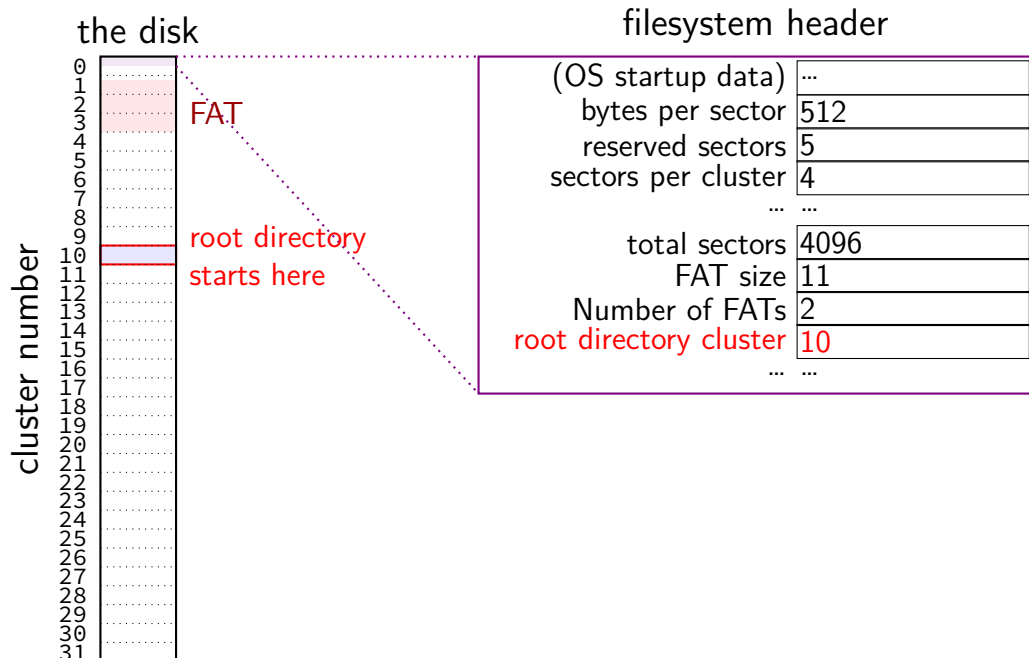 the disk
filesystem header
cluster number
0
1
2
3
4
5
6
7
8
9
10
11
12
13
14
15
16
17
18
19
20
21
22
23
24
25
26
27
28
29
30
31
FAT
root directory
starts here
(OS startup data) ...
bytes per sector 512
reserved sectors 5
sectors per cluster 4
... ...
total sectors 4096
FAT size 11
Number of FATs 2
root directory cluster 10
... ...